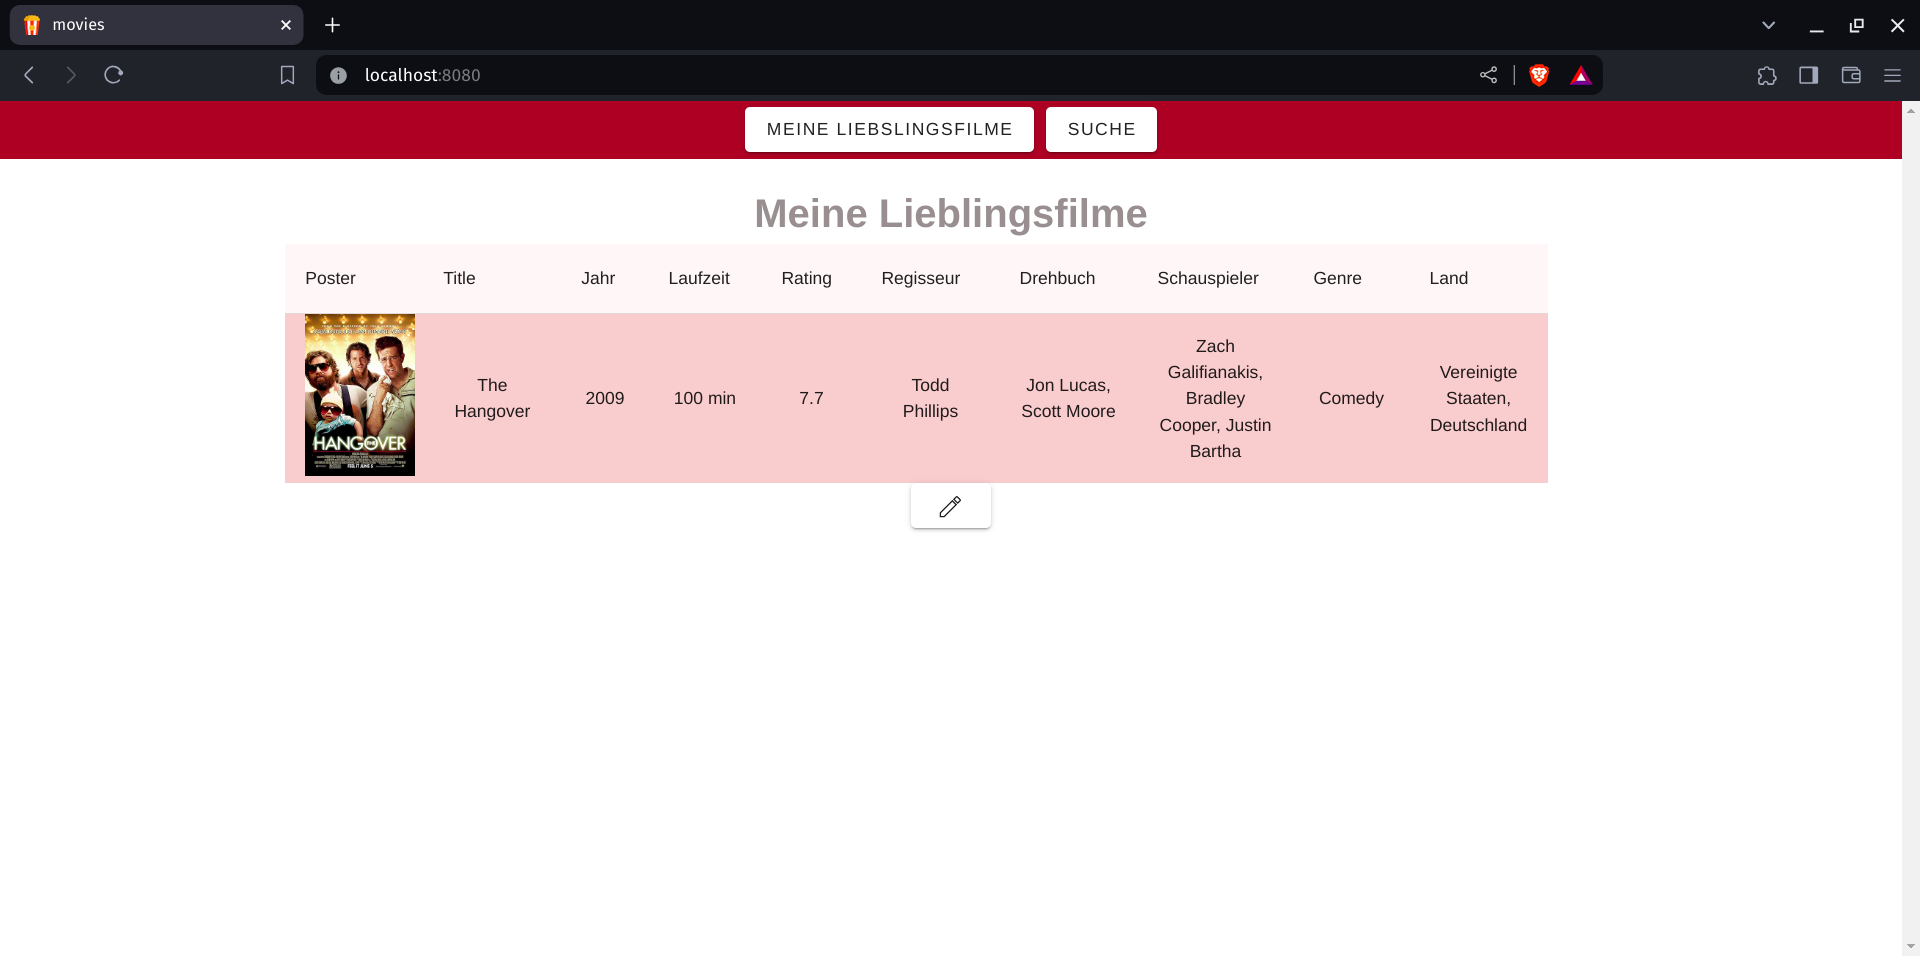 movies
localhost:8080
MEINE LIEBSLINGSFILME SUCHE
Meine Lieblingsfilme
Poster Title Jahr Laufzeit Rating Regisseur Drehbuch Schauspieler Genre Land
HANGOVER
The
Hangover
2009
100 min
7.7
Todd
Phillips
Jon Lucas,
Scott Moore
Zach
Galifianakis,
Bradley
Cooper, Justin
Bartha
Comedy
Vereinigte
Staaten,
Deutschland